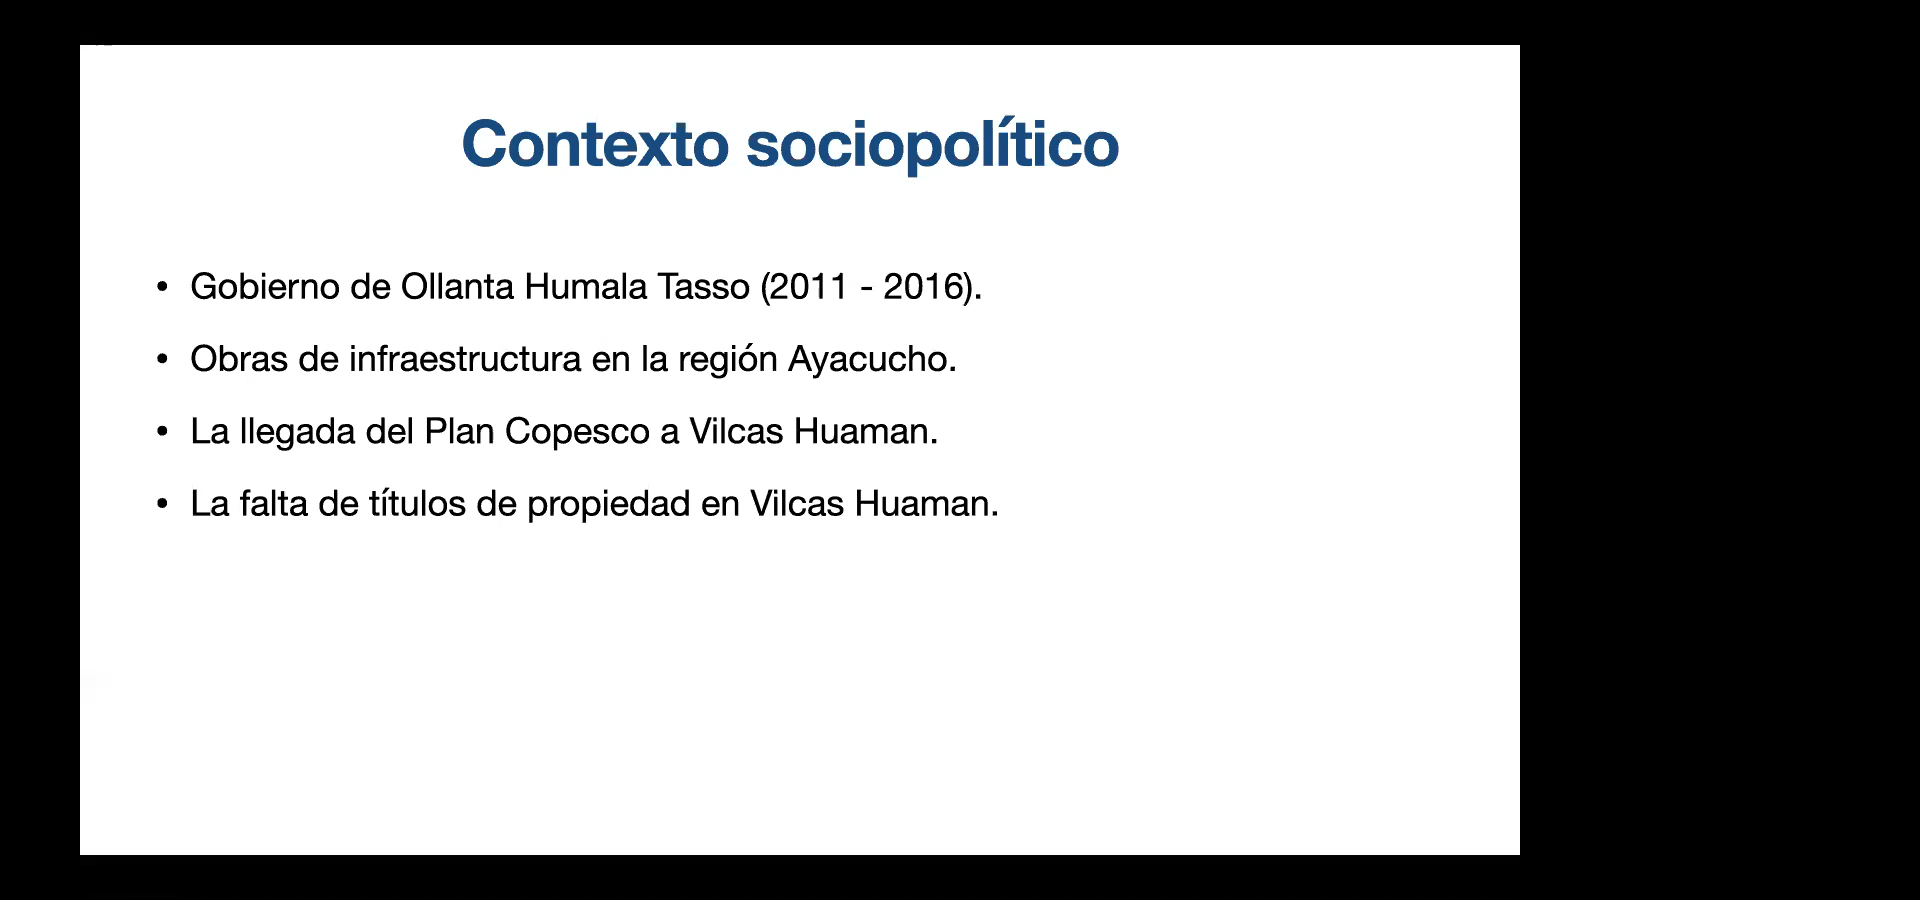 Contexto sociopolítico
• Gobierno de Ollanta Humala Tasso (2011 - 2016).
• Obras de infraestructura en la región Ayacucho.
• La llegada del Plan Copesco a Vilcas Huaman.
• La falta de títulos de propiedad en Vilcas Huaman.